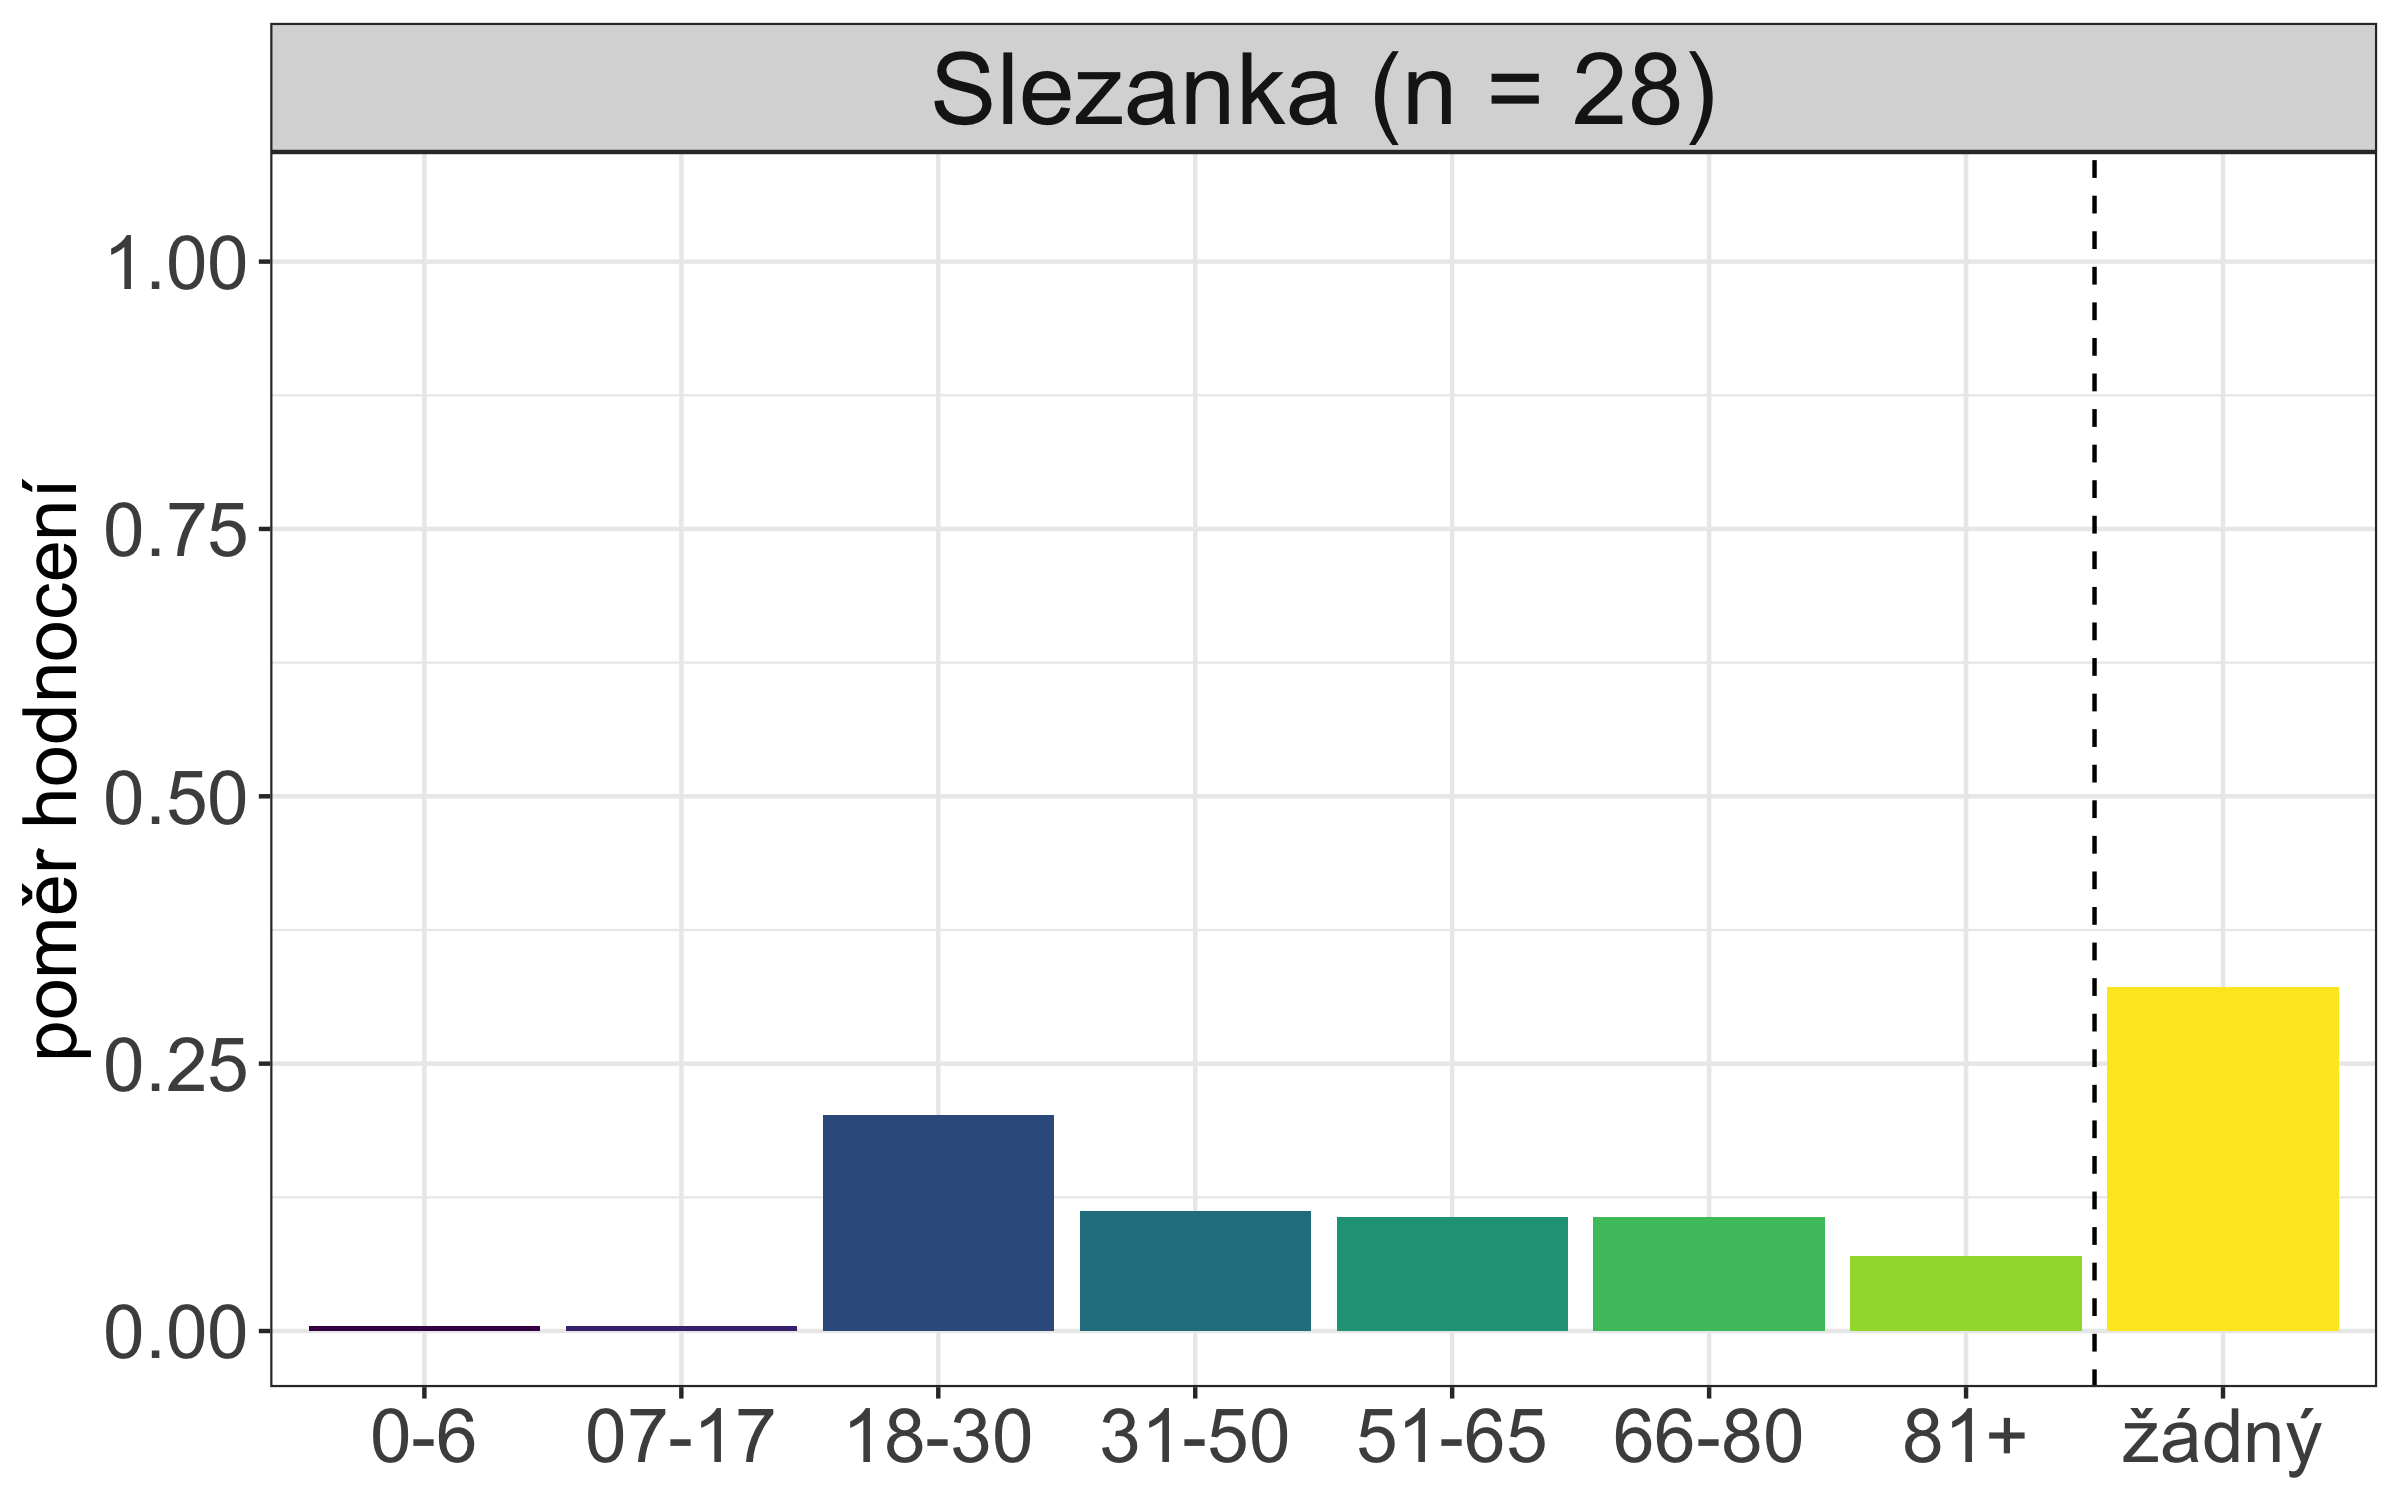 Slezanka (n = 28)
poměr hodnocení
1.00
0.75
0.50
0.25
0.00
0-6 07-17 18-30 31-50 51-65 66-80 81+ žádný